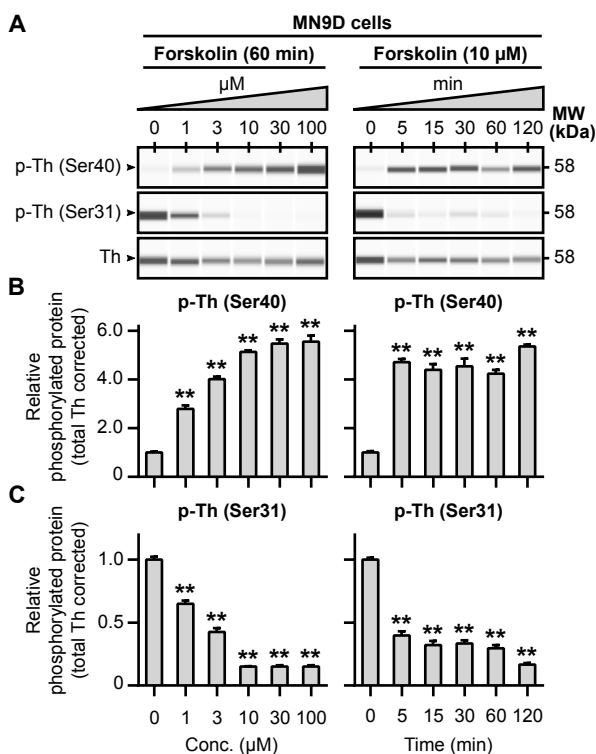 A
MN9D cells
Forskolin (60 min) Forskolin (10 µM)
µM min
MW
(kDa)
0 1 3 10 30 100 0 5 15 30 60 120
p-Th (Ser40) 58
p-Th (Ser31) 58
Th 58
B
p-Th (Ser40) p-Th (Ser40)
Relative
phosphorylated protein
(total Th corrected)
6.0
4.0
2.0
0
** ** ** ** **
** ** ** ** **
C
p-Th (Ser31) p-Th (Ser31)
Relative
phosphorylated protein
(total Th corrected)
1.0
0.5
0
** ** ** ** **
** ** ** ** **
0 1 3 10 30 100 0 5 15 30 60 120
Conc. (µM) Time (min)